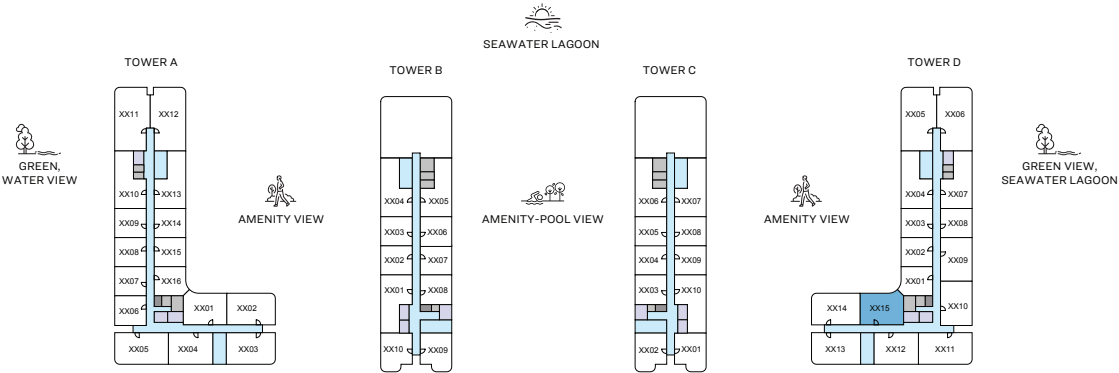 SEAWATER LAGOON
TOWER A
TOWER B
TOWER C
TOWER D
GREEN,
WATER VIEW
AMENITY VIEW
AMENITY-POOL VIEW
AMENITY VIEW
GREEN VIEW,
SEAWATER LAGOON
XX11 XX12
XX10 XX13
XX09 XX14
XX08 XX15
XX07 XX16
XX06 XX01 XX02
XX05 XX04 XX03
XX04 XX05
XX03 XX06
XX02 XX07
XX01 XX08
XX10 XX09
XX06 XX07
XX05 XX08
XX04 XX09
XX03 XX10
XX02 XX01
XX05 XX06
XX04 XX07
XX03 XX08
XX02 XX09
XX01
XX14 XX15 XX10
XX13 XX12 XX11